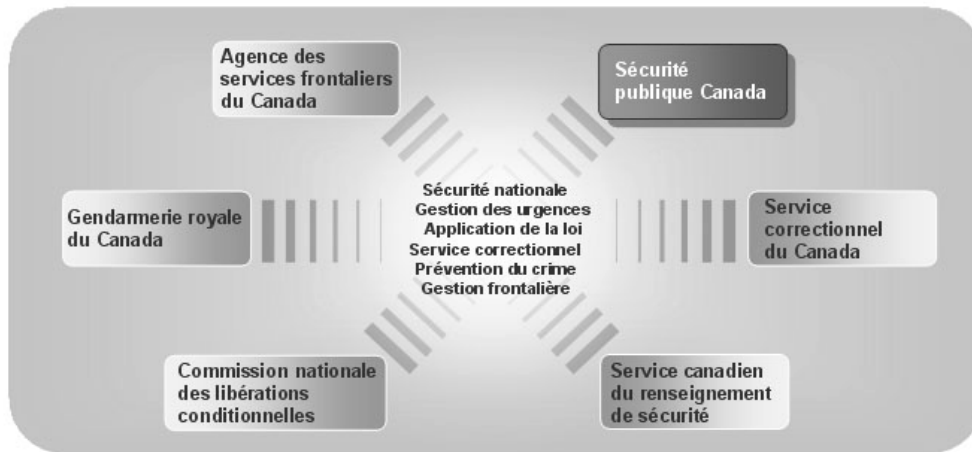 Agence des
services frontaliers
du Canada
Sécurité
publique Canada
Gendarmerie royale
du Canada
Sécurité nationale
Gestion des urgences
Application de la loi
Service correctionnel
Prévention du crime
Gestion frontalière
Service
correctionnel
du Canada
Commission nationale
des libérations
conditionnelles
Service canadien
du renseignement
de sécurité